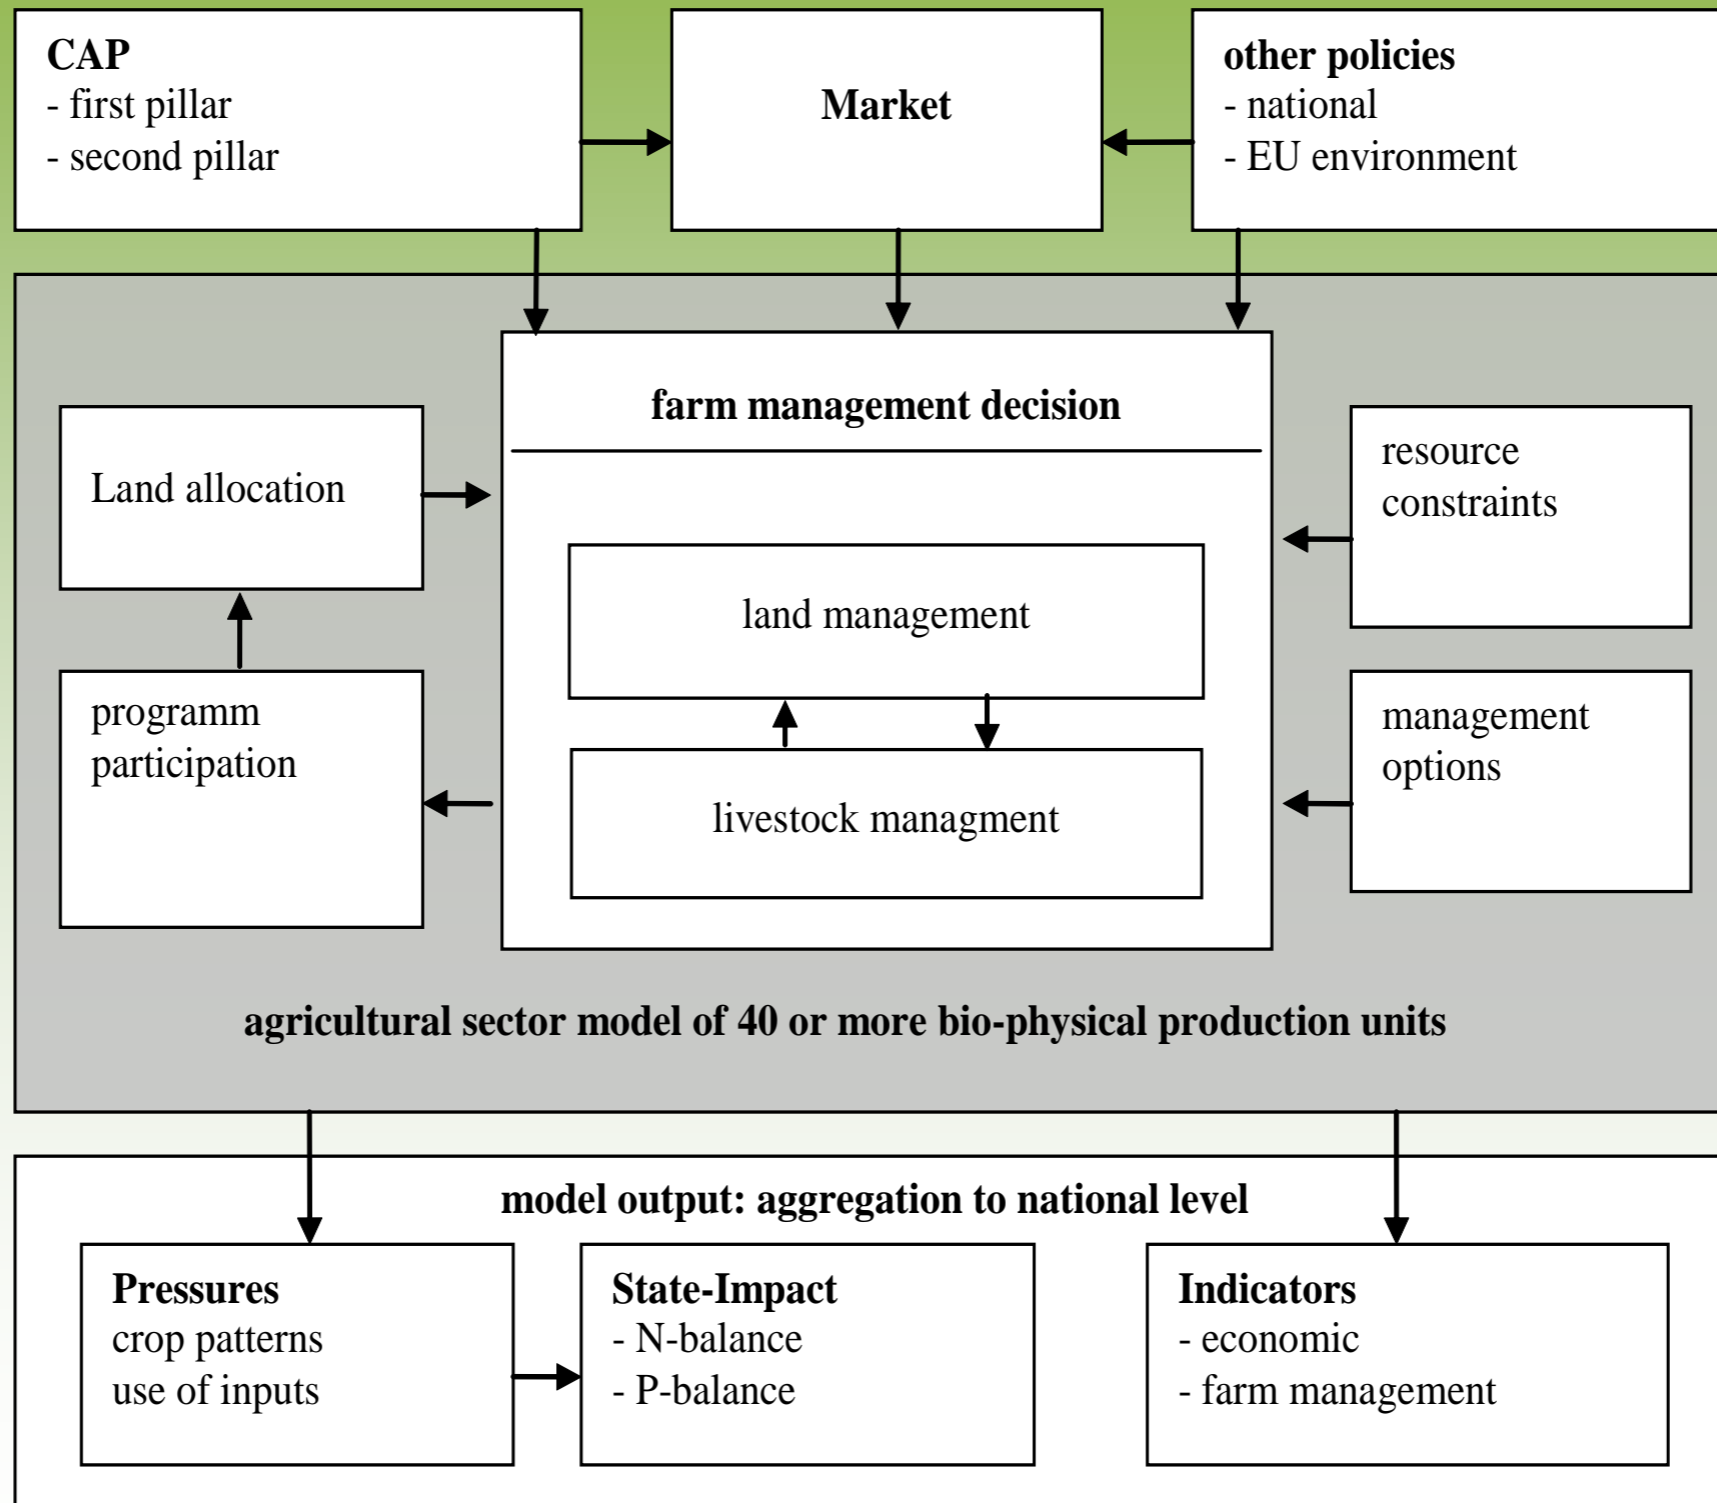 CAP
- first pillar
- second pillar
Market
other policies
- national
- EU environment
farm management decision
Land allocation
resource
constraints
land management
programm
participation
management
options
livestock managment
agricultural sector model of 40 or more bio-physical production units
model output: aggregation to national level
Pressures
crop patterns
use of inputs
State-Impact
- N-balance
- P-balance
Indicators
- economic
- farm management